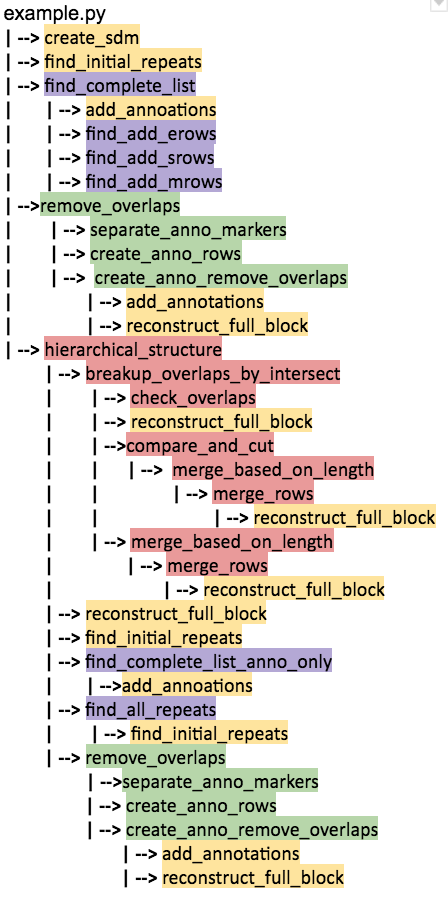 example.py
| --> create_sdm
| --> find_initial_repeats
| --> find_complete_list
| | --> add_annoations
| | --> find_add_erows
| | --> find_add_srows
| | --> find_add_mrows
| -->remove_overlaps
| | --> separate_anno_markers
| | --> create_anno_rows
| | --> create_anno_remove_overlaps
| | --> add_annotations
| | --> reconstruct_full_block
| --> hierarchical_structure
| --> breakup_overlaps_by_intersect
| | --> check_overlaps
| | --> reconstruct_full_block
| | -->compare_and_cut
| | | --> merge_based_on_length
| | | --> merge_rows
| | | --> reconstruct_full_block
| | --> merge_based_on_length
| | --> merge_rows
| | --> reconstruct_full_block
| --> reconstruct_full_block
| --> find_initial_repeats
| --> find_complete_list_anno_only
| | -->add_annoations
| --> find_all_repeats
| | --> find_initial_repeats
| --> remove_overlaps
| -->separate_anno_markers
| --> create_anno_rows
| --> create_anno_remove_overlaps
| --> add_annotations
| --> reconstruct_full_block